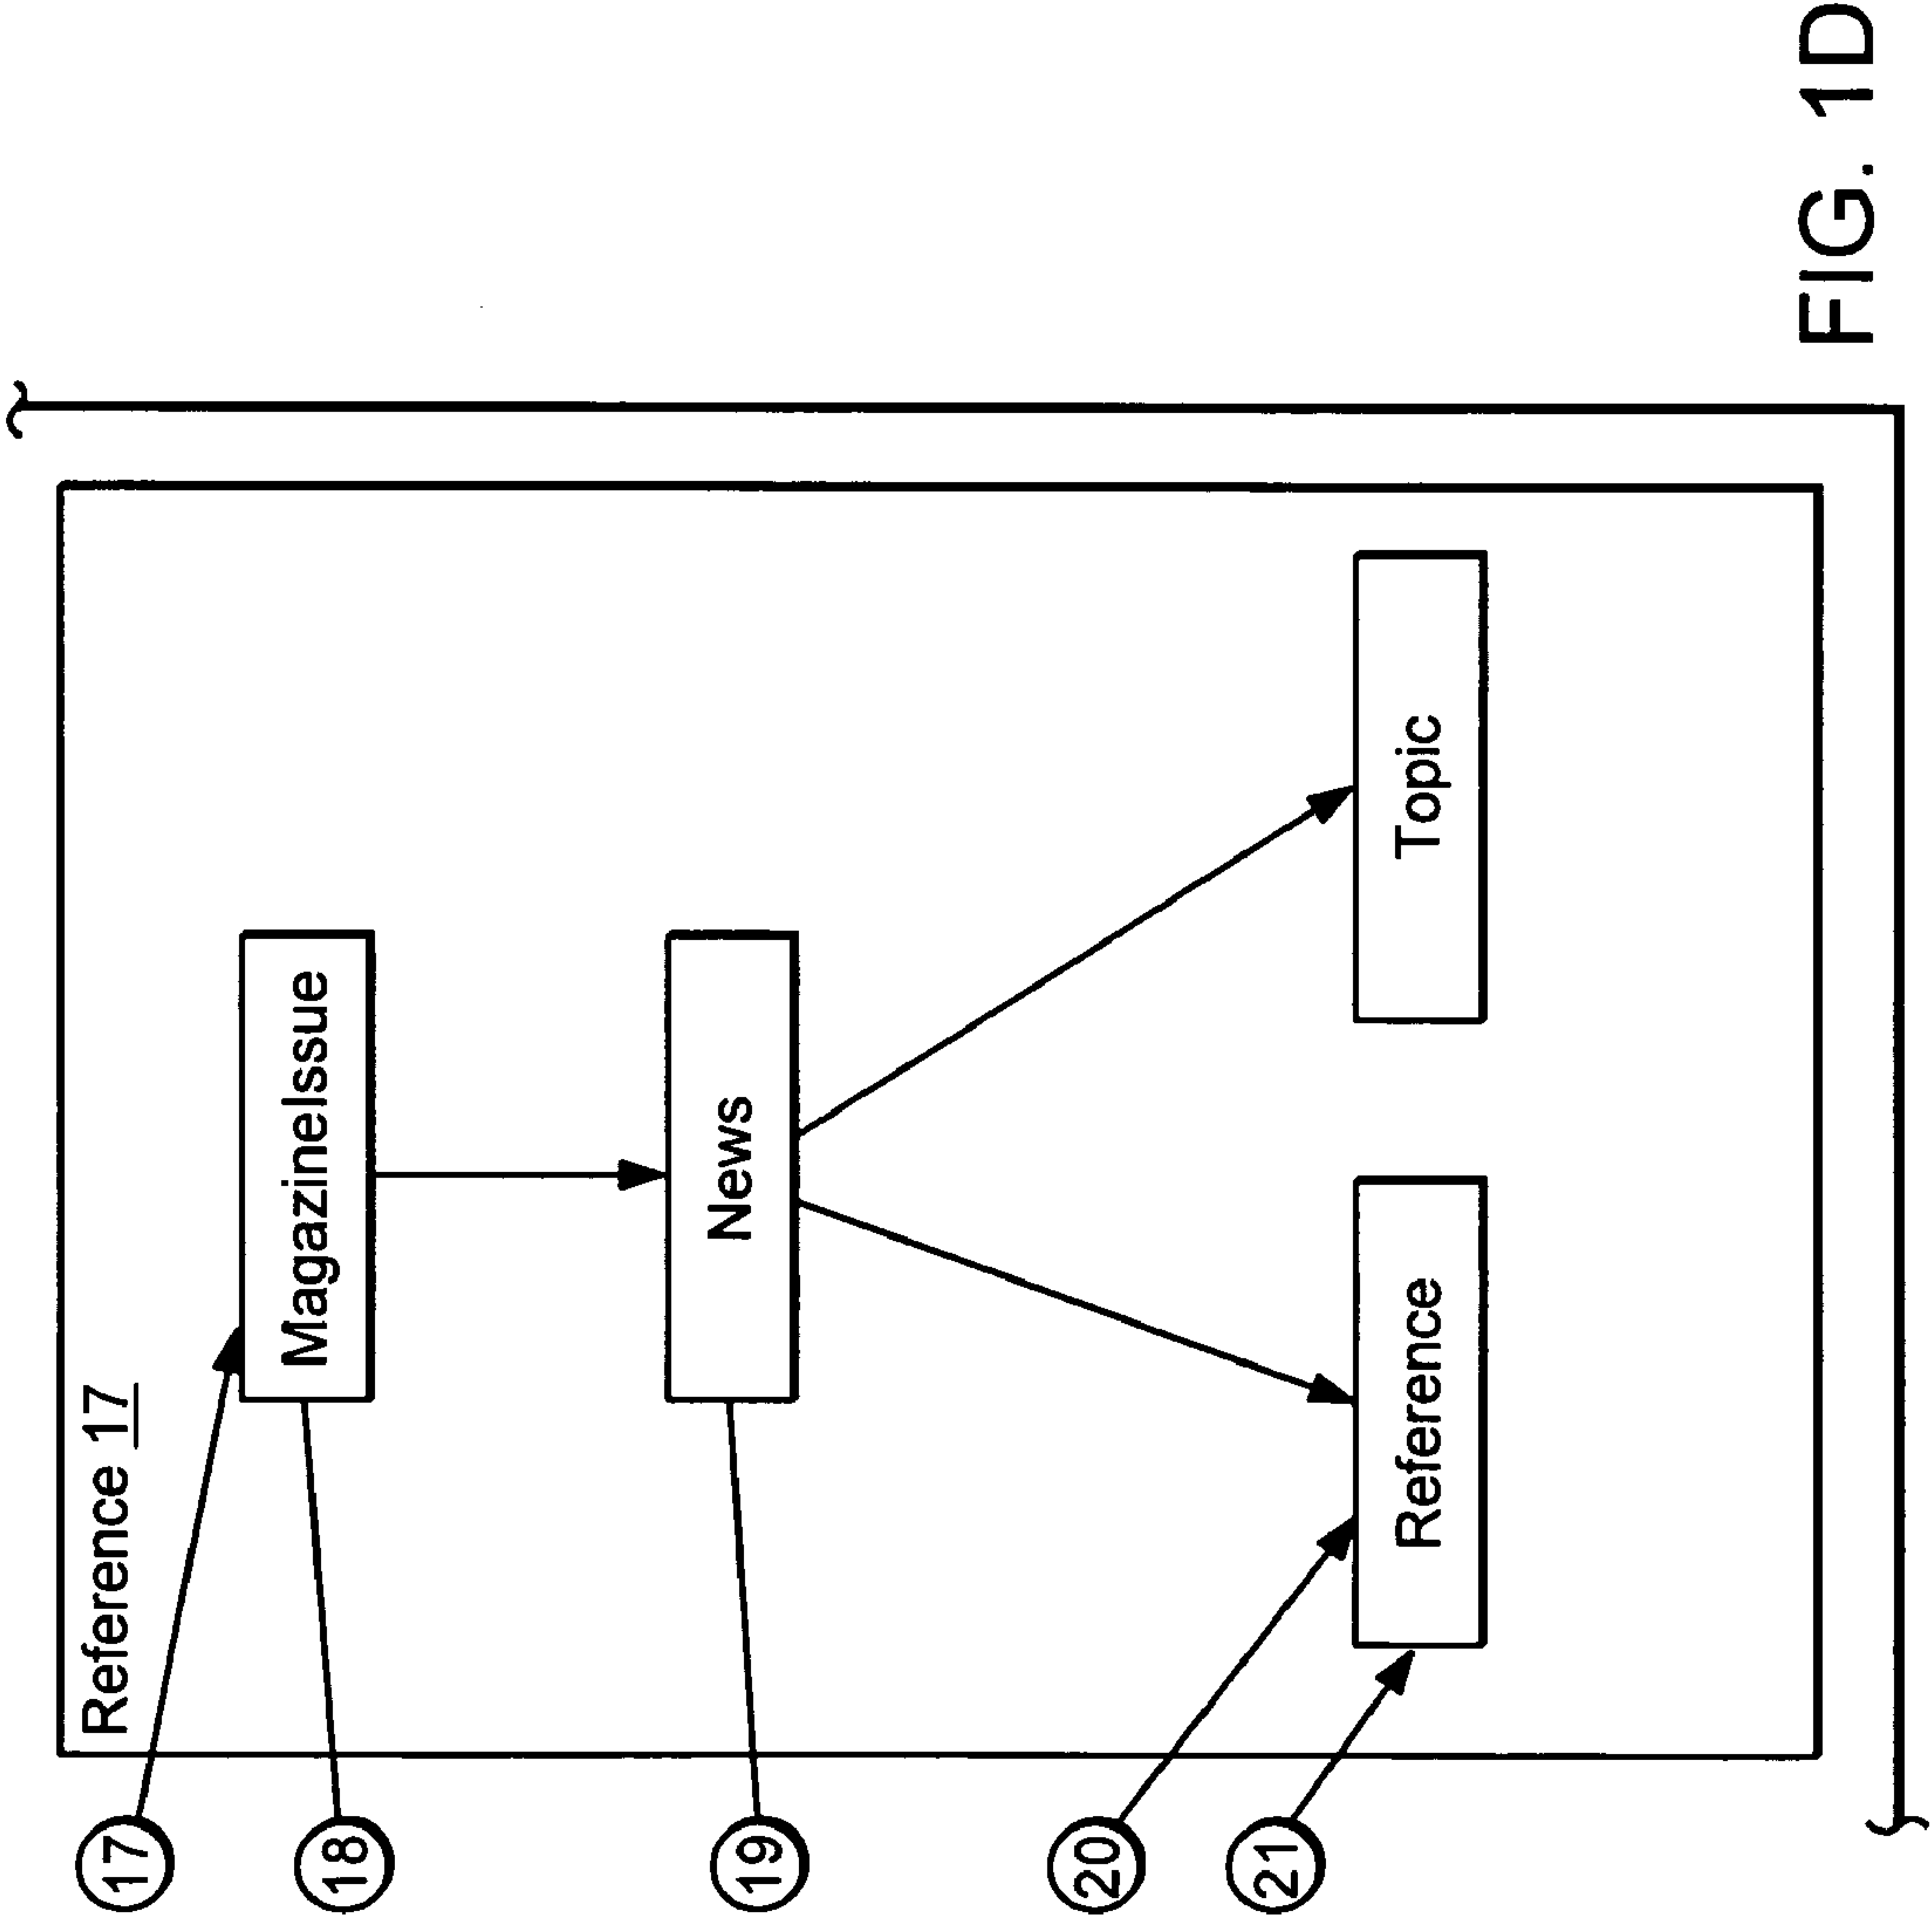 Reference 17
17
MagazineIssue
18
News
19
20
Reference
Topic
21
FIG. 1D